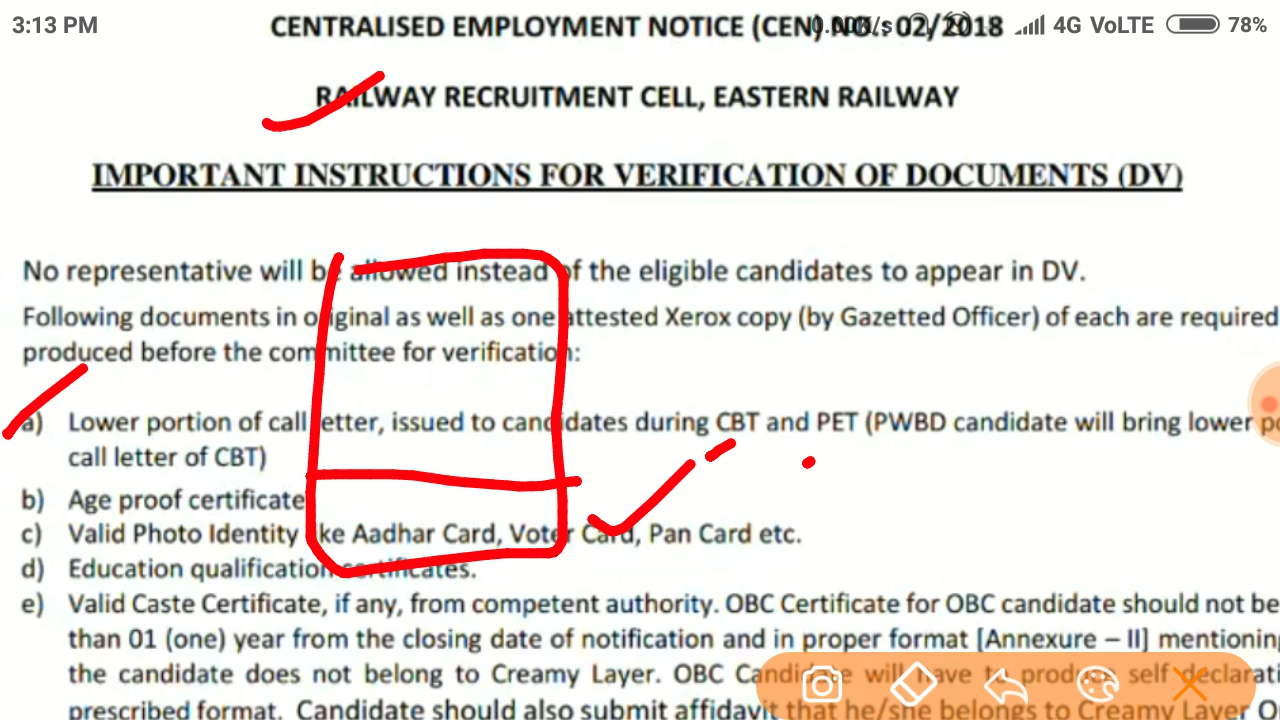 3:13 PM
CENTRALISED EMPLOYMENT NOTICE (CEN) NO.: 02/2018
4G VoLTE 78%
RAILWAY RECRUITMENT CELL, EASTERN RAILWAY
IMPORTANT INSTRUCTIONS FOR VERIFICATION OF DOCUMENTS (DV)
No representative will be allowed instead of the eligible candidates to appear in DV.
Following documents in original as well as one attested Xerox copy (by Gazetted Officer) of each are required
produced before the committee for verification:
a) Lower portion of call letter, issued to candidates during CBT and PET (PWBD candidate will bring lower
call letter of CBT)
b) Age proof certificate
c) Valid Photo Identity like Aadhar Card, Voter Card, Pan Card etc.
d) Education qualification certificates.
e) Valid Caste Certificate, if any, from competent authority. OBC Certificate for OBC candidate should not be
than 01 (one) year from the closing date of notification and in proper format [Annexure – II] mentioning
the candidate does not belong to Creamy Layer. OBC Candidate will have to produce self declarati
prescribed format. Candidate should also submit affidavit that he/she belongs to Creamy Layer O